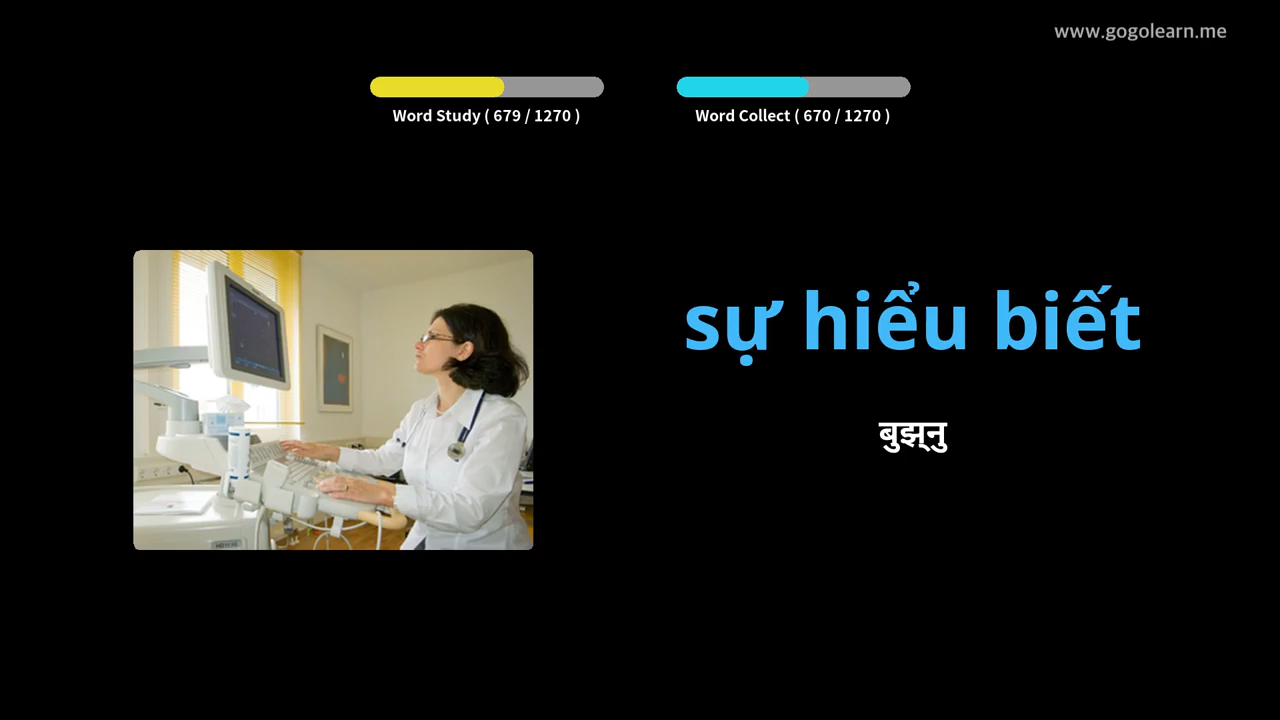 www.gogolearn.me
Word Study ( 679 / 1270 )
Word Collect ( 670 / 1270 )
sự hiểu biết
बुझ्नु